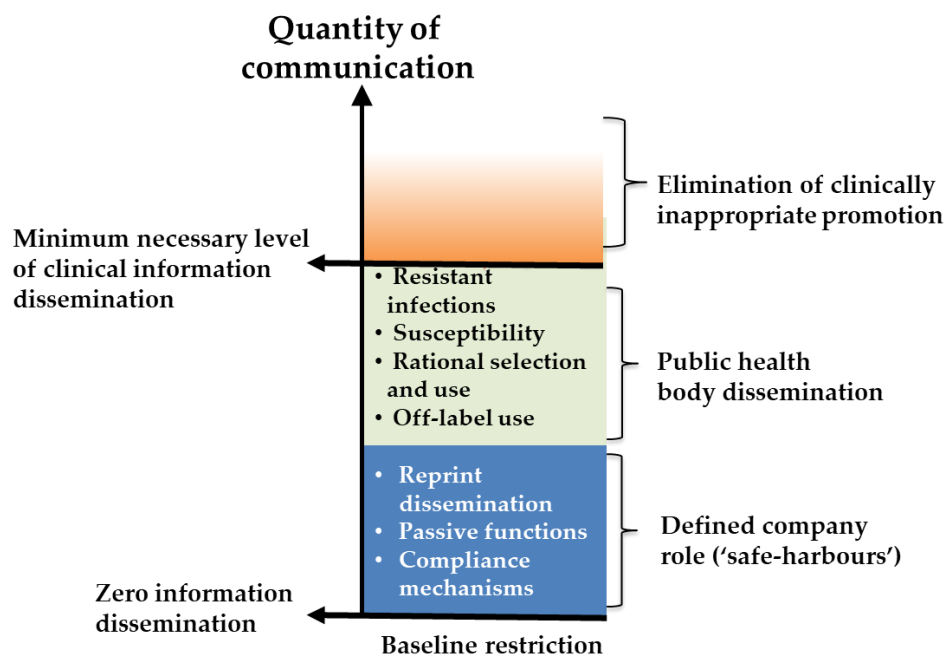 Quantity of
communication
Elimination of clinically
inappropriate promotion
Minimum necessary level
of clinical information
dissemination
• Resistant
infections
• Susceptibility
• Rational selection
and use
• Off-label use
Public health
body dissemination
• Reprint
dissemination
• Passive functions
• Compliance
mechanisms
Defined company
role (‘safe-harbours’)
Zero information
dissemination
Baseline restriction